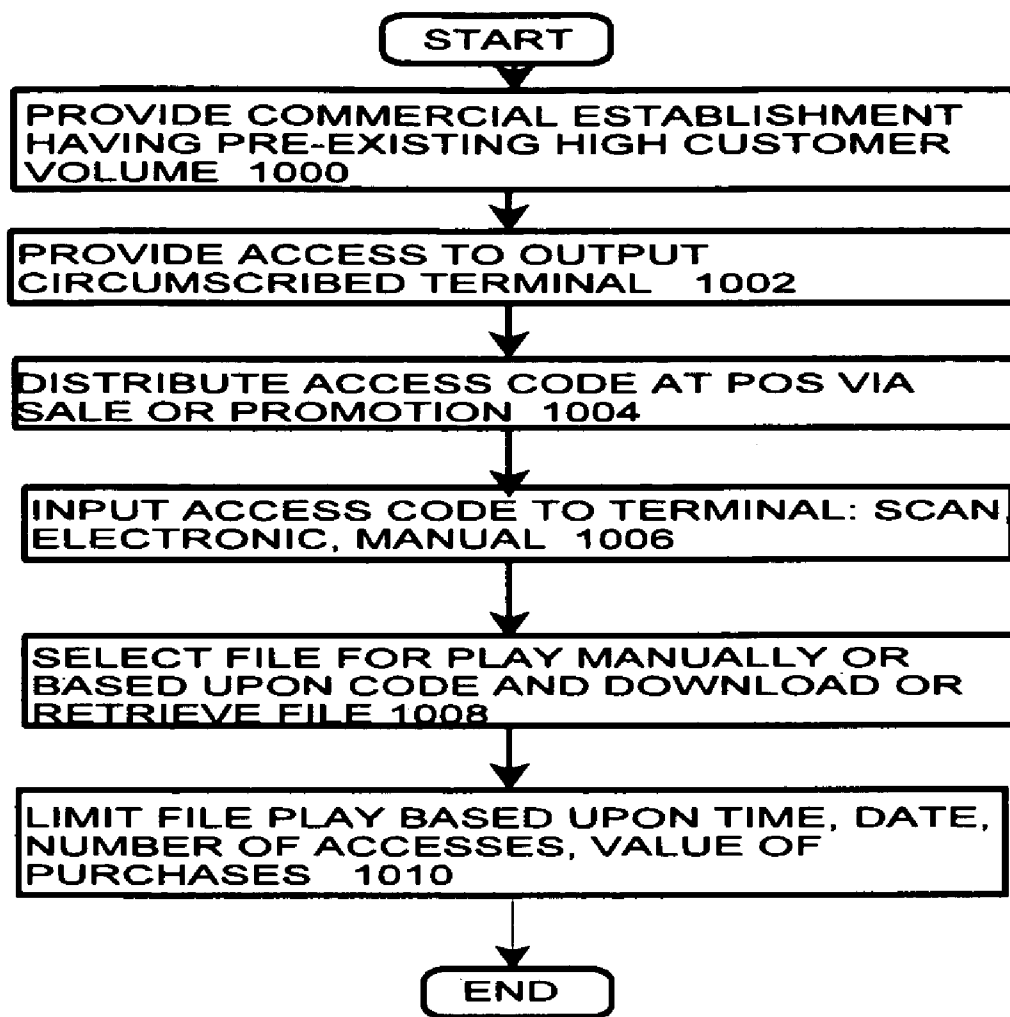 START
PROVIDE COMMERCIAL ESTABLISHMENT
HAVING PRE-EXISTING HIGH CUSTOMER
VOLUME 1000
PROVIDE ACCESS TO OUTPUT
CIRCUMSCRIBED TERMINAL 1002
DISTRIBUTE ACCESS CODE AT POS VIA
SALE OR PROMOTION 1004
INPUT ACCESS CODE TO TERMINAL: SCAN,
ELECTRONIC, MANUAL 1006
SELECT FILE FOR PLAY MANUALLY OR
BASED UPON CODE AND DOWNLOAD OR
RETRIEVE FILE 1008
LIMIT FILE PLAY BASED UPON TIME, DATE,
NUMBER OF ACCESSES, VALUE OF
PURCHASES 1010
END